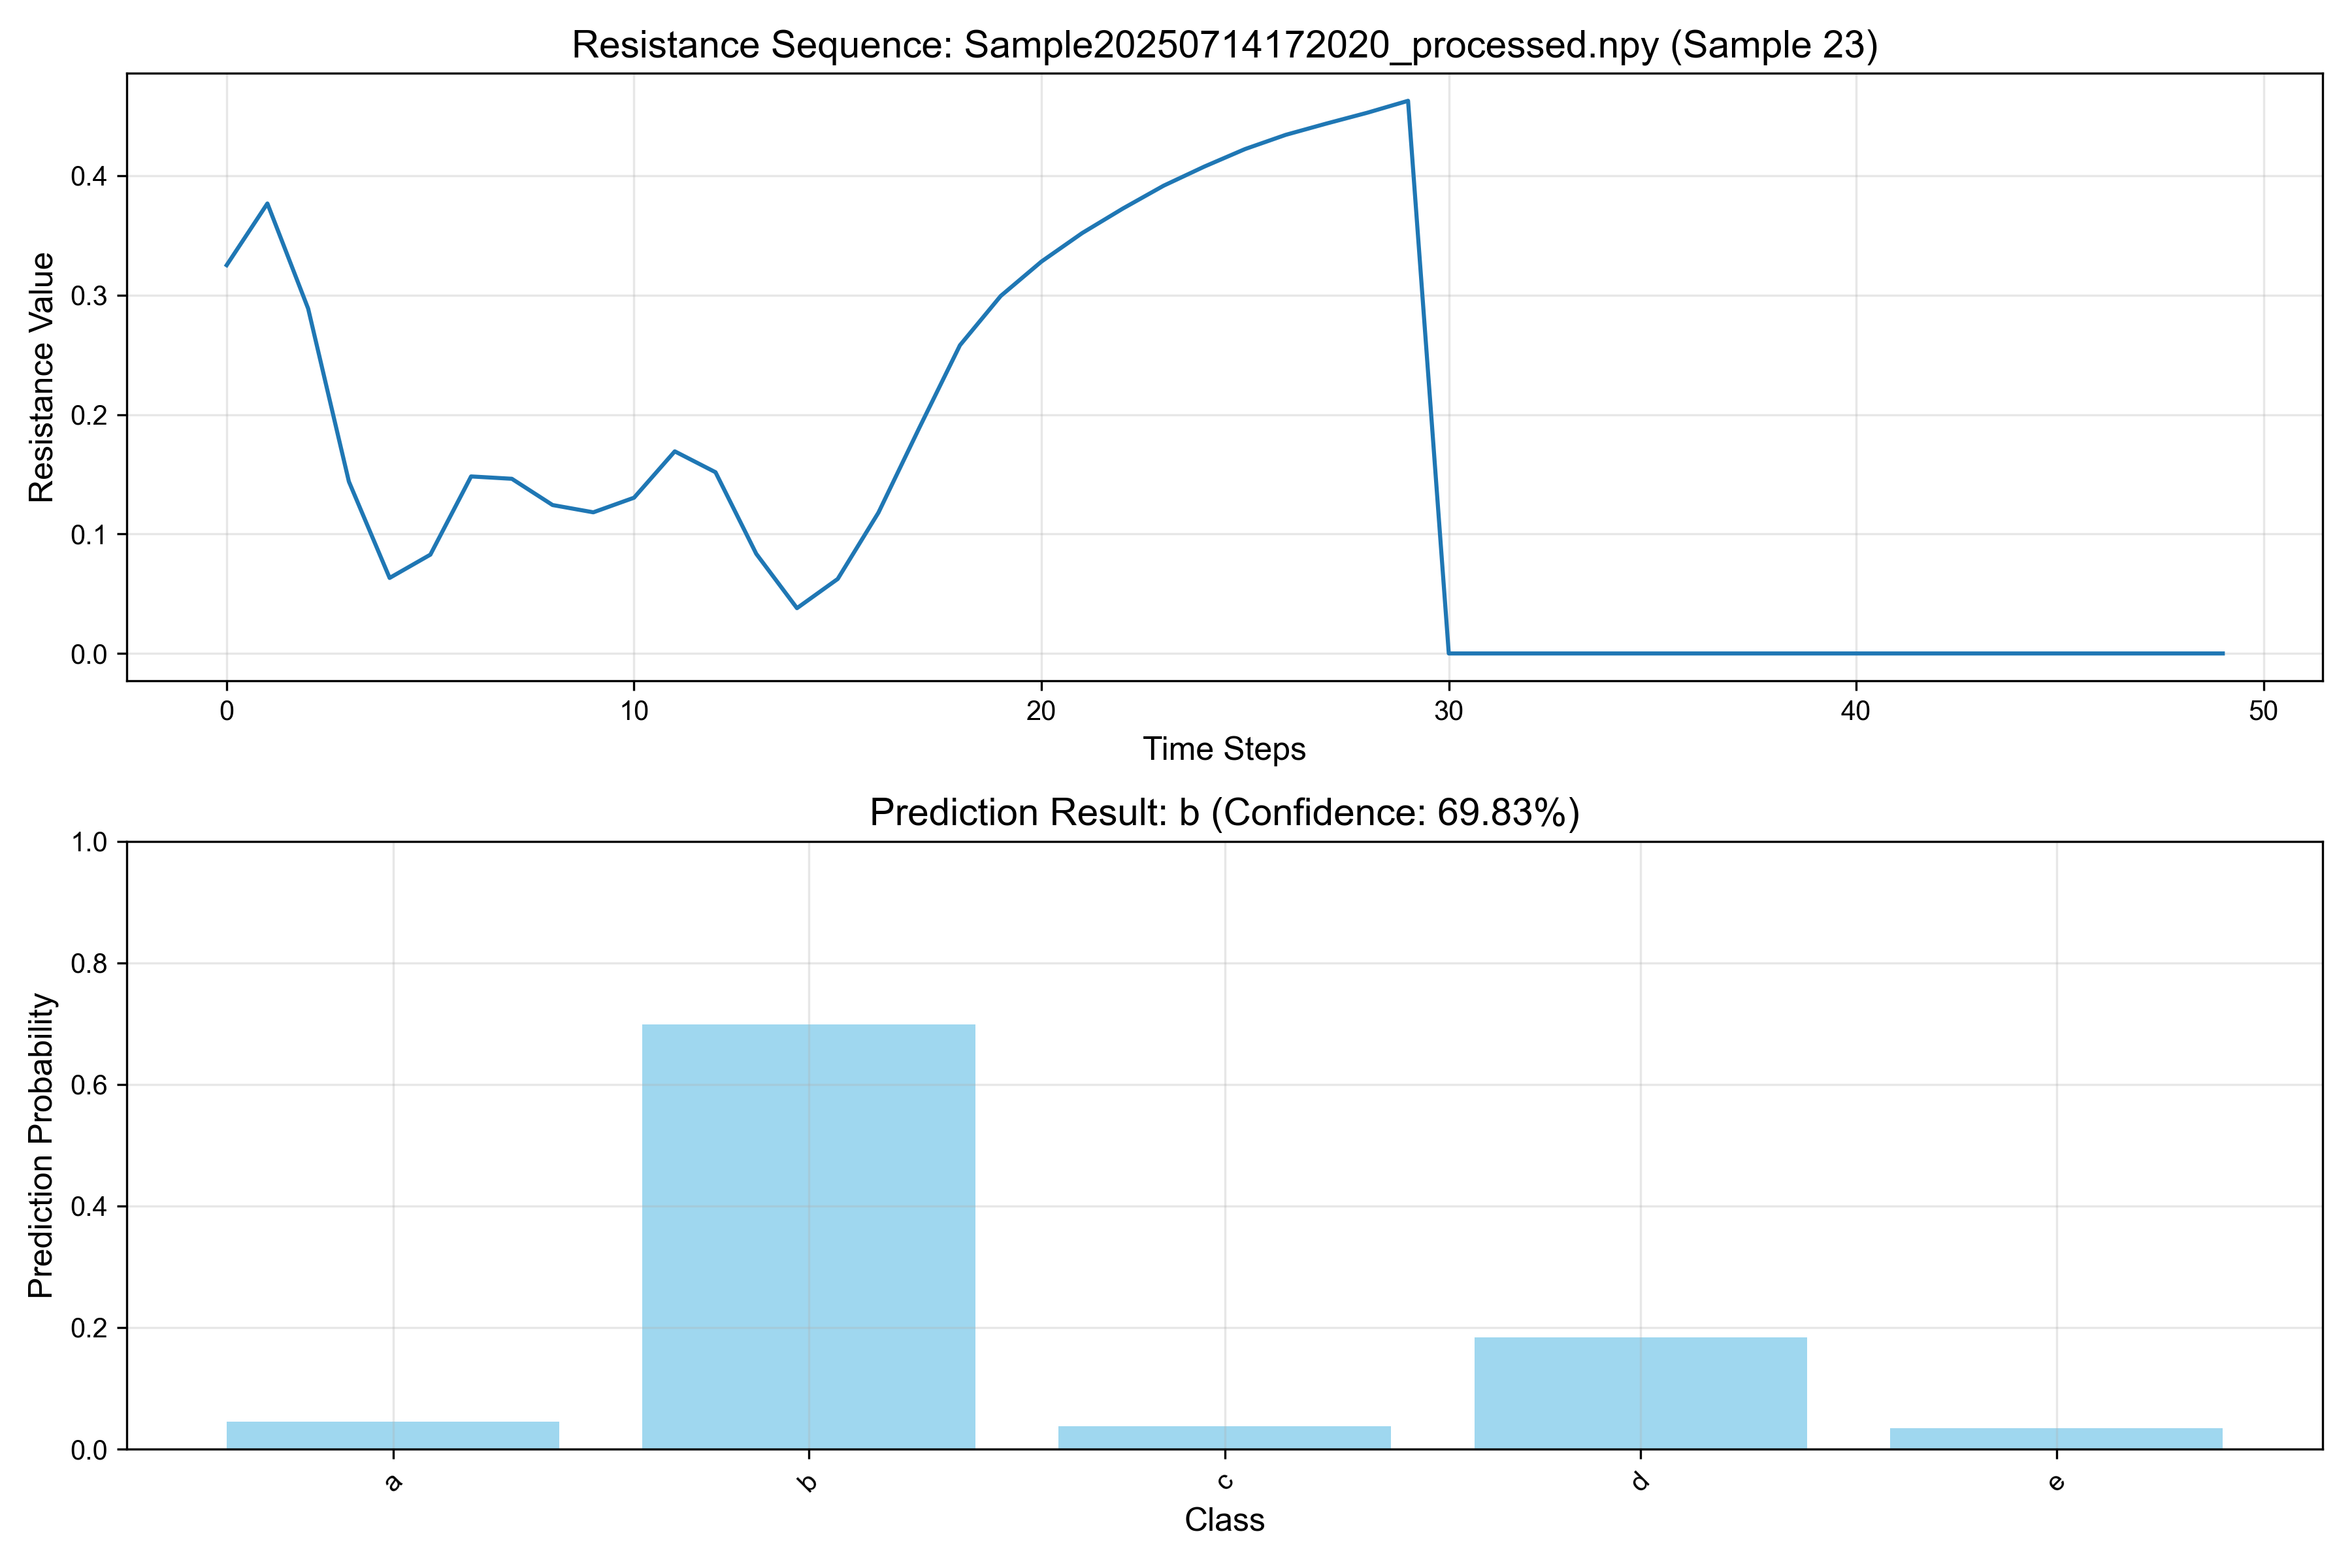 Resistance Sequence: Sample20250714172020_processed.npy (Sample 23)
Resistance Value
0.4
0.3
0.2
0.1
0.0
0 10 20 30 40 50
Time Steps
Prediction Result: b (Confidence: 69.83%)
Prediction Probability
1.0
0.8
0.6
0.4
0.2
0.0
a b c d e
Class